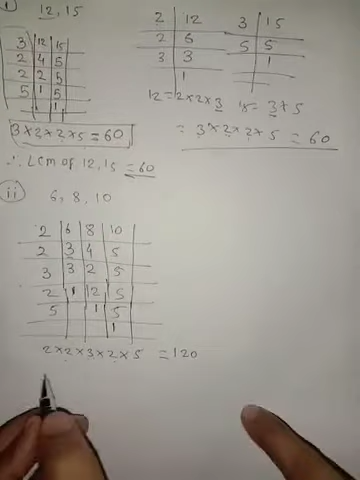 i) 12, 15
3 | 12 | 15
2 | 4 | 5
2 | 2 | 5
5 | 1 | 5
1
3×2×2×5 = 60
2 | 12
2 | 6
3 | 3
1
3 | 15
5 | 5
1
12 = 2×2×3 15 = 3×5
= 3×2×2×5 = 60
∴ LCM of 12, 15 = 60
ii)
6, 8, 10
2 | 6 | 8 | 10
2 | 3 | 4 | 5
3 | 3 | 2 | 5
2 | 1 | 2 | 5
5 | 1 | 5
1
2×2×3×2×5 = 120